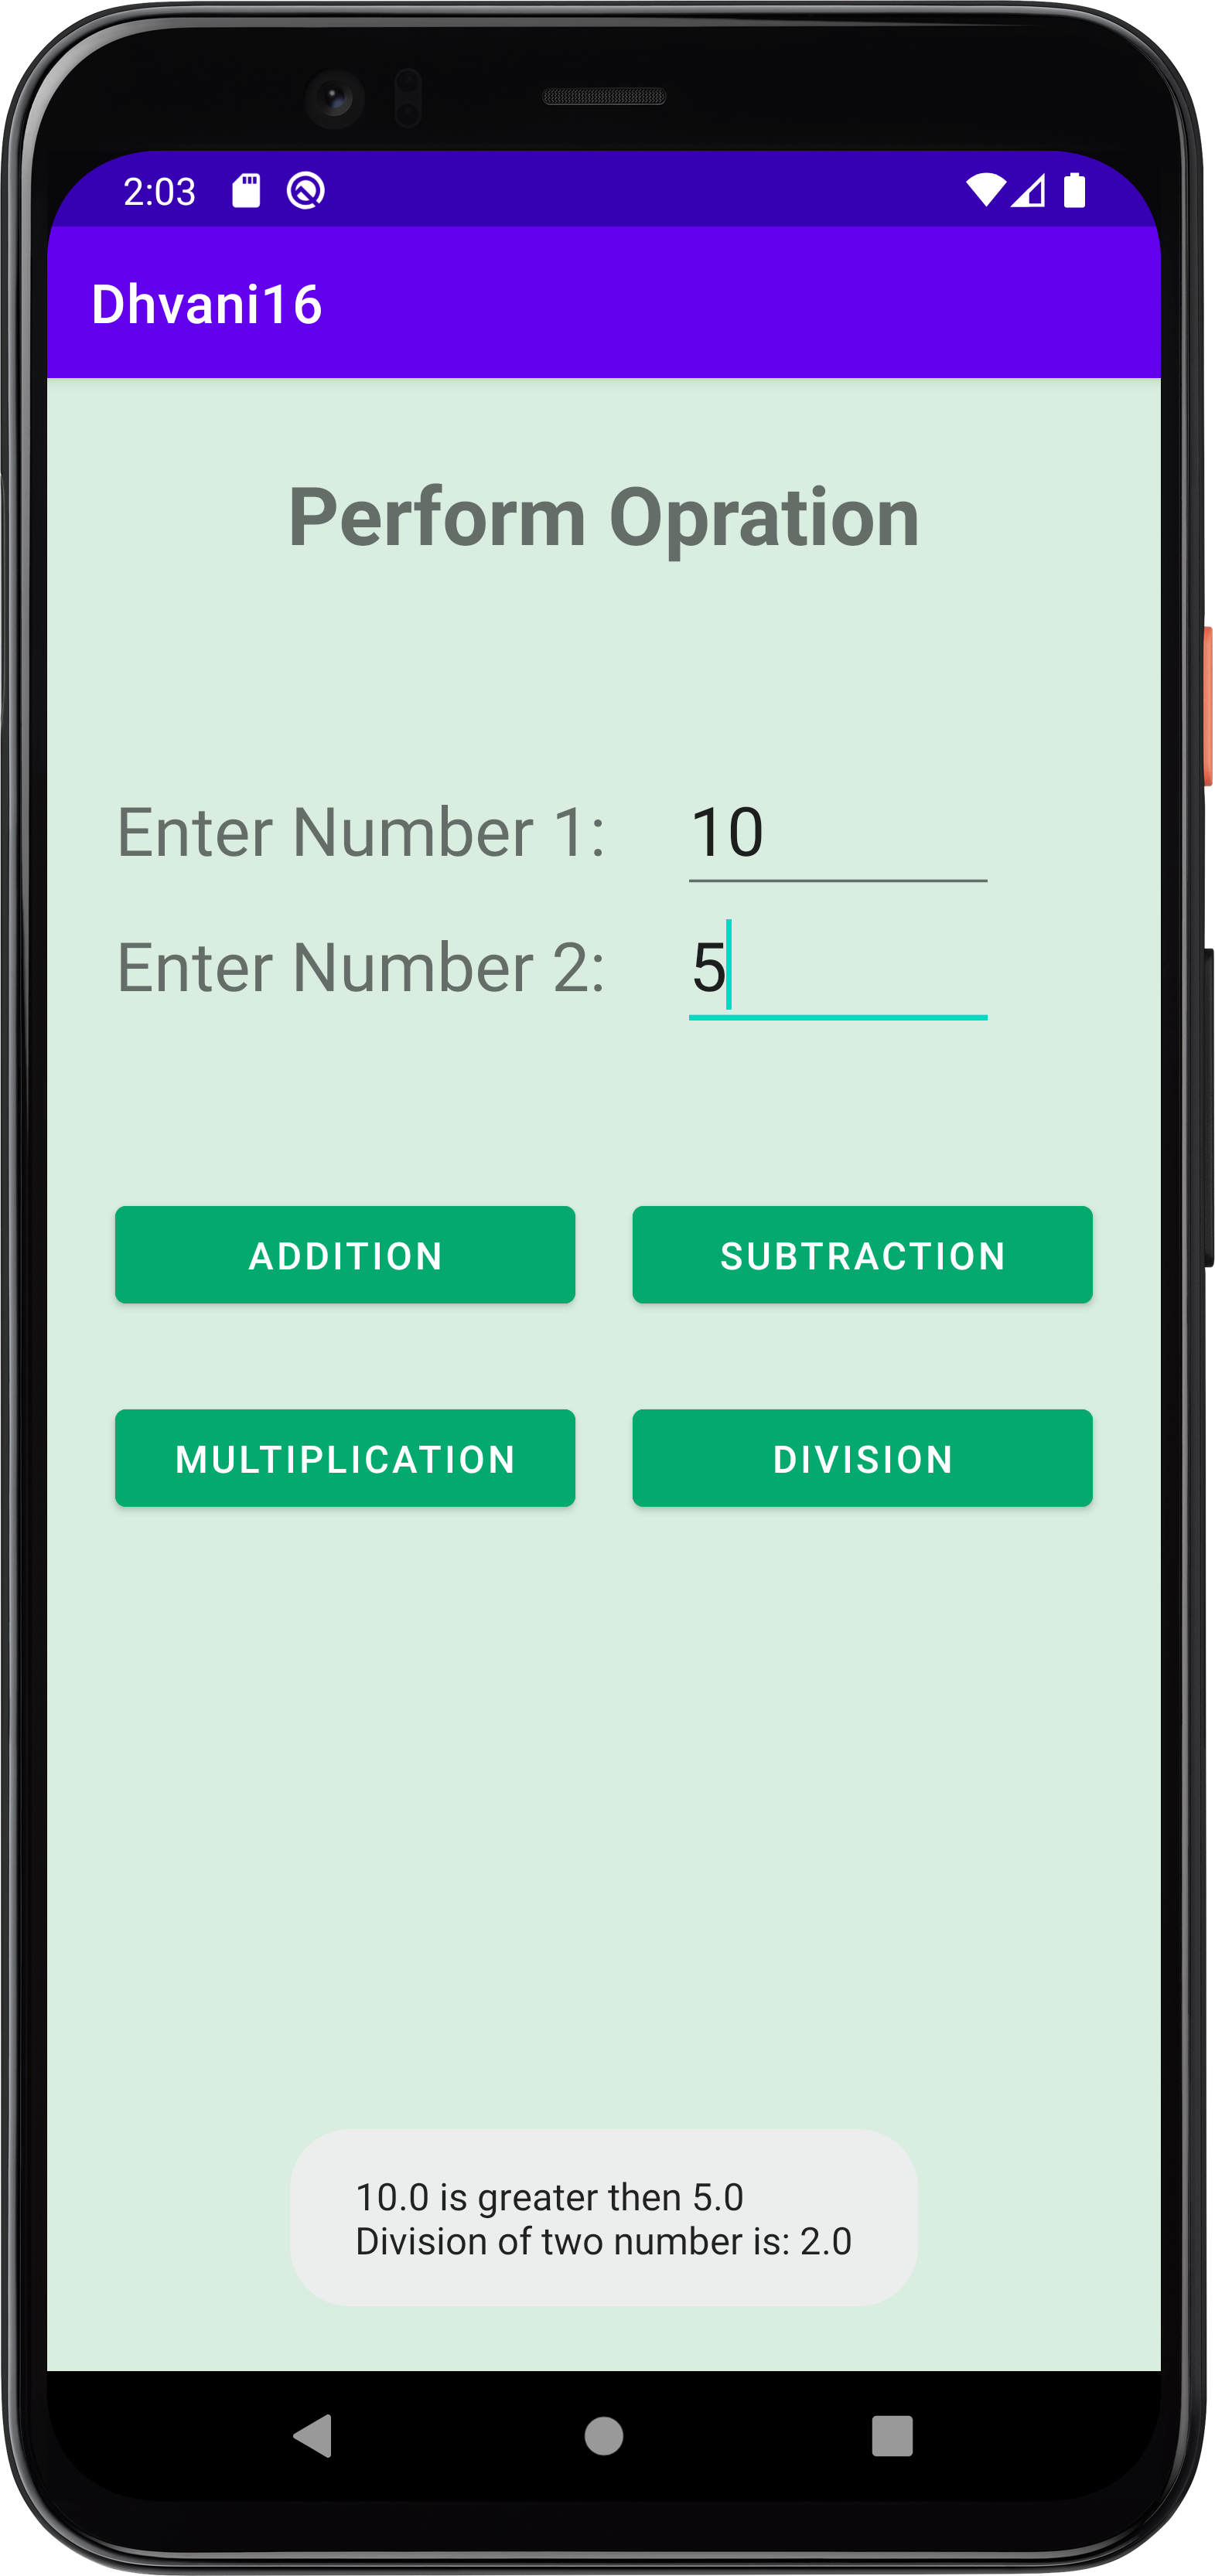 2:03
Dhvani16
Perform Opration
Enter Number 1: 10
Enter Number 2: 5
ADDITION SUBTRACTION
MULTIPLICATION DIVISION
10.0 is greater then 5.0
Division of two number is: 2.0